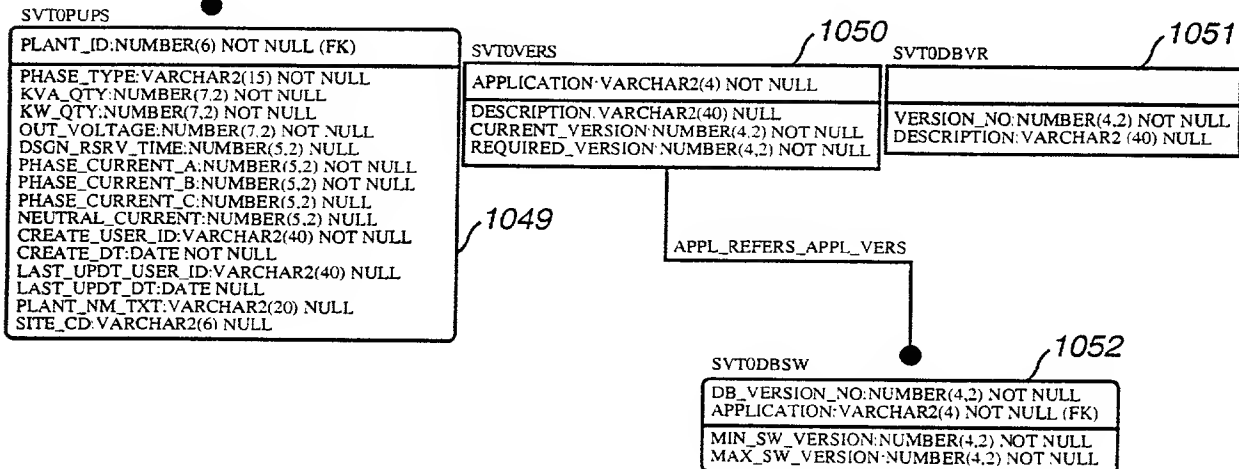 SVT0PUPS
PLANT_ID:NUMBER(6) NOT NULL (FK)
PHASE_TYPE:VARCHAR2(15) NOT NULL
KVA_QTY:NUMBER(7,2) NOT NULL
KW_QTY:NUMBER(7,2) NOT NULL
OUT_VOLTAGE:NUMBER(7,2) NOT NULL
DSGN_RSRV_TIME:NUMBER(5,2) NULL
PHASE_CURRENT_A:NUMBER(5,2) NOT NULL
PHASE_CURRENT_B:NUMBER(5,2) NOT NULL
PHASE_CURRENT_C:NUMBER(5,2) NULL
NEUTRAL_CURRENT:NUMBER(5,2) NULL
CREATE_USER_ID:VARCHAR2(40) NOT NULL
CREATE_DT:DATE NOT NULL
LAST_UPDT_USER_ID:VARCHAR2(40) NULL
LAST_UPDT_DT:DATE NULL
PLANT_NM_TXT:VARCHAR2(20) NULL
SITE_CD:VARCHAR2(6) NULL
1049
SVT0VERS
1050
APPLICATION:VARCHAR2(4) NOT NULL
DESCRIPTION:VARCHAR2(40) NULL
CURRENT_VERSION:NUMBER(4,2) NOT NULL
REQUIRED_VERSION:NUMBER(4,2) NOT NULL
SVT0DBVR
1051
VERSION_NO:NUMBER(4,2) NOT NULL
DESCRIPTION:VARCHAR2 (40) NULL
APPL_REFERS_APPL_VERS
SVT0DBSW
1052
DB_VERSION_NO:NUMBER(4,2) NOT NULL
APPLICATION:VARCHAR2(4) NOT NULL (FK)
MIN_SW_VERSION:NUMBER(4,2) NOT NULL
MAX_SW_VERSION:NUMBER(4,2) NOT NULL